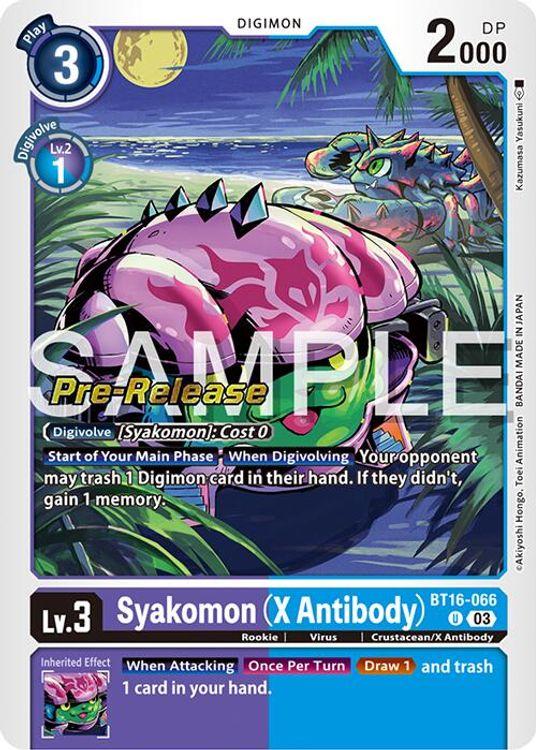 DIGIMON
Play
3
DP
2000
Digivolve
Lv.2
1
Kazumasa Yasukuni
SAMPLE
Pre-Release
Digivolve [Syakomon]: Cost 0
Start of Your Main Phase When Digivolving Your opponent
may trash 1 Digimon card in their hand. If they didn't,
gain 1 memory.
©Akiyoshi Hongo, Toei Animation BANDAI MADE IN JAPAN
Lv.3
Syakomon (X Antibody)
BT16-066
U 03
Rookie | Virus | Crustacean/X Antibody
Inherited Effect
When Attacking Once Per Turn Draw 1 and trash
1 card in your hand.